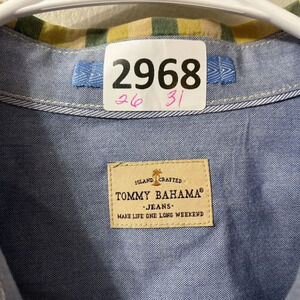 2968
26 31
ISLAND CRAFTED
TOMMY BAHAMA®
·JEANS·
MAKE LIFE ONE LONG WEEKEND